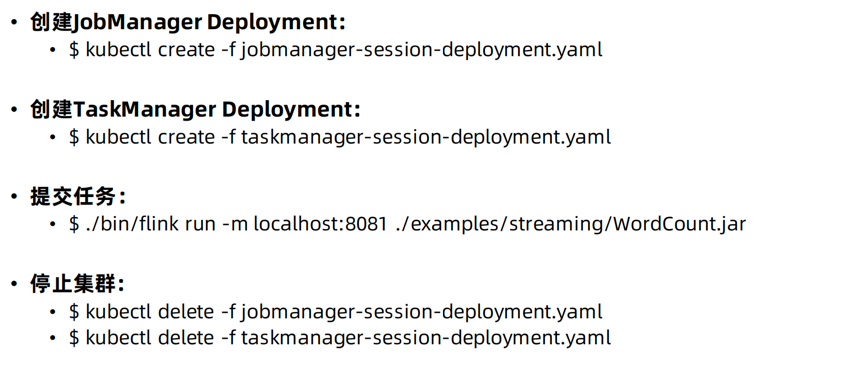 • 创建JobManager Deployment：
• $ kubectl create -f jobmanager-session-deployment.yaml
• 创建TaskManager Deployment：
• $ kubectl create -f taskmanager-session-deployment.yaml
• 提交任务：
• $ ./bin/flink run -m localhost:8081 ./examples/streaming/WordCount.jar
• 停止集群：
• $ kubectl delete -f jobmanager-session-deployment.yaml
• $ kubectl delete -f taskmanager-session-deployment.yaml